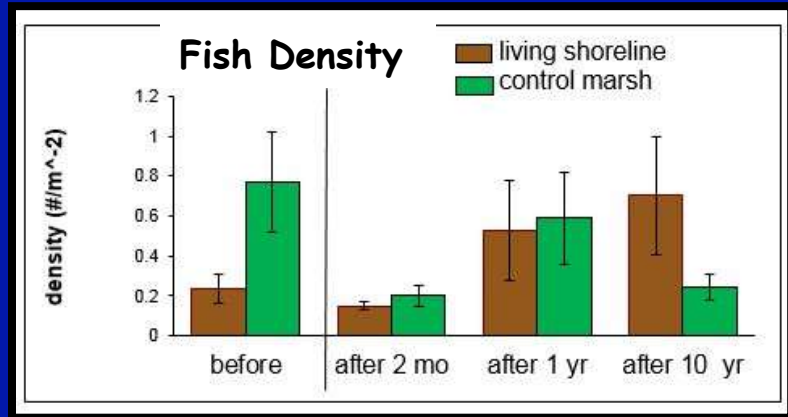 Fish Density
living shoreline
control marsh
density (#/m^-2)
1.2
1
0.8
0.6
0.4
0.2
0
before
after 2 mo
after 1 yr
after 10 yr